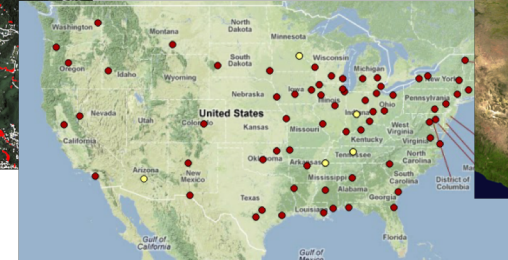 Washington
Montana
North
Dakota
Minnesota
Oregon
Idaho
Wyoming
South
Dakota
Wisconsin
Michigan
New York
Nebraska
Iowa
Illinois
Ohio
Pennsylvania
Nevada
Utah
United States
Kansas
Missouri
West
Virginia
Kentucky
Virginia
California
Arizona
New
Mexico
Oklahoma
Arkansas
Tennessee
North
Carolina
South
Carolina
Mississippi
Alabama
Georgia
District of
Columbia
Texas
Louisiana
Florida
Gulf of
California
Gulf of